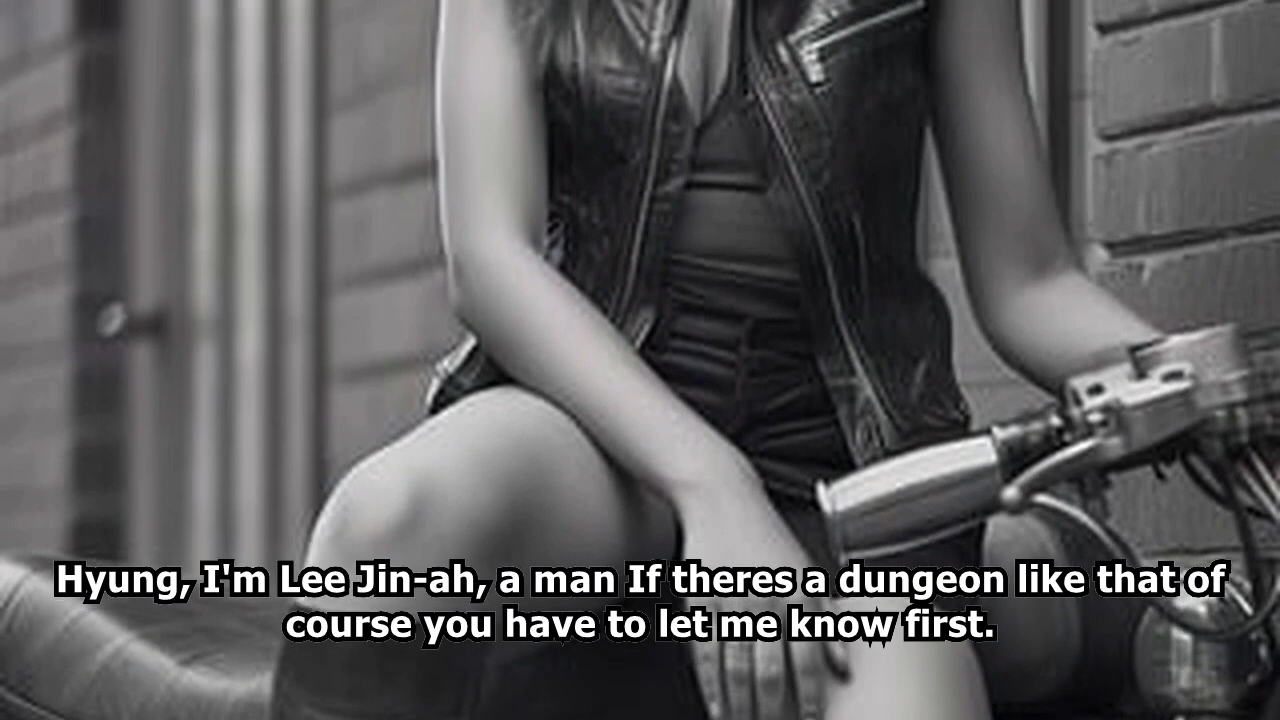 Hyung, I'm Lee Jin-ah, a man If theres a dungeon like that of
course you have to let me know first.